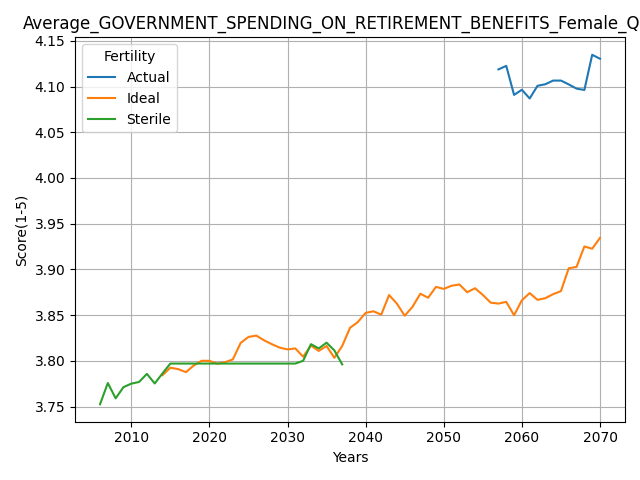 Average_GOVERNMENT_SPENDING_ON_RETIREMENT_BENEFITS_Female_Q
4.15
4.10
4.05
4.00
3.95
3.90
3.85
3.80
3.75
Score(1-5)
Fertility
Actual
Ideal
Sterile
2010 2020 2030 2040 2050 2060 2070
Years